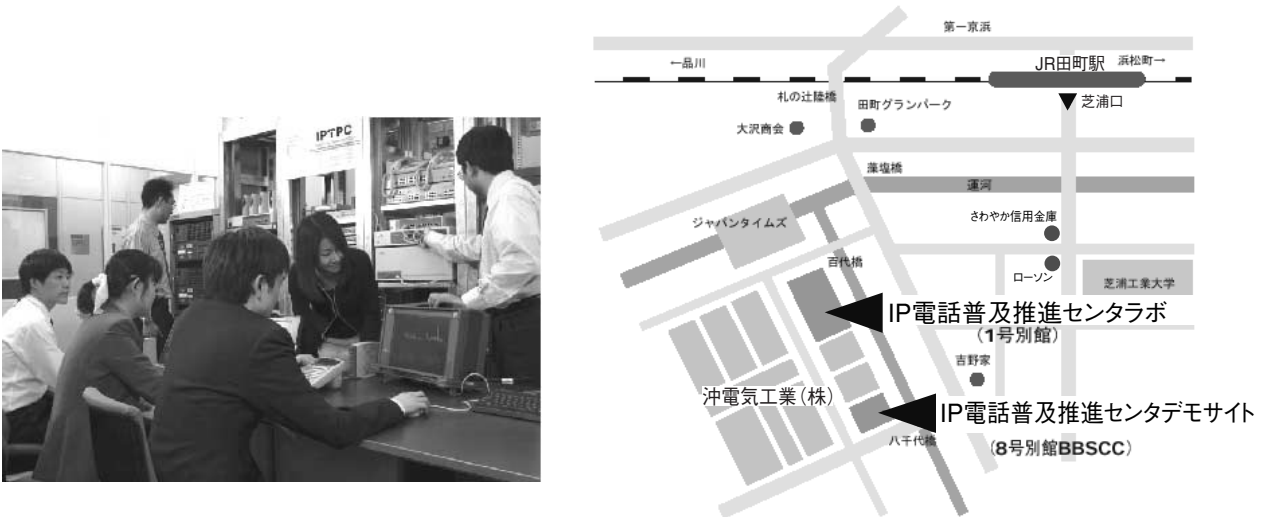 IPTPC
第一京浜
←品川
JR田町駅
浜松町→
札の辻陸橋
田町グランパーク
芝浦口
大沢商会
藻塩橋
運河
ジャパンタイムズ
さわやか信用金庫
百代橋
ローソン
芝浦工業大学
IP電話普及推進センタラボ
(1号別館)
吉野家
沖電気工業(株)
IP電話普及推進センタデモサイト
八千代橋
(8号別館BBSCC)